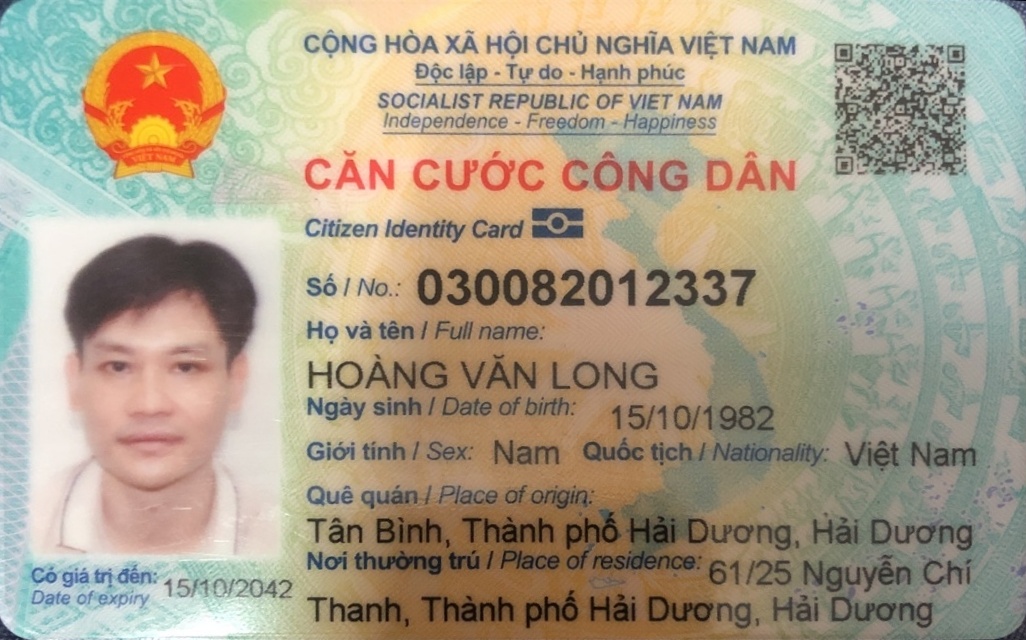 CỘNG HÒA XÃ HỘI CHỦ NGHĨA VIỆT NAM
Độc lập - Tự do - Hạnh phúc
SOCIALIST REPUBLIC OF VIET NAM
Independence - Freedom - Happiness
CĂN CƯỚC CÔNG DÂN
Citizen Identity Card
VIỆT NAM
Số / No.: 030082012337
Họ và tên / Full name:
HOÀNG VĂN LONG
Ngày sinh / Date of birth: 15/10/1982
Giới tính / Sex: Nam Quốc tịch / Nationality: Việt Nam
Quê quán / Place of origin:
Tân Bình, Thành phố Hải Dương, Hải Dương
Nơi thường trú / Place of residence: 61/25 Nguyễn Chí
Thanh, Thành phố Hải Dương, Hải Dương
Có giá trị đến: 15/10/2042
Date of expiry